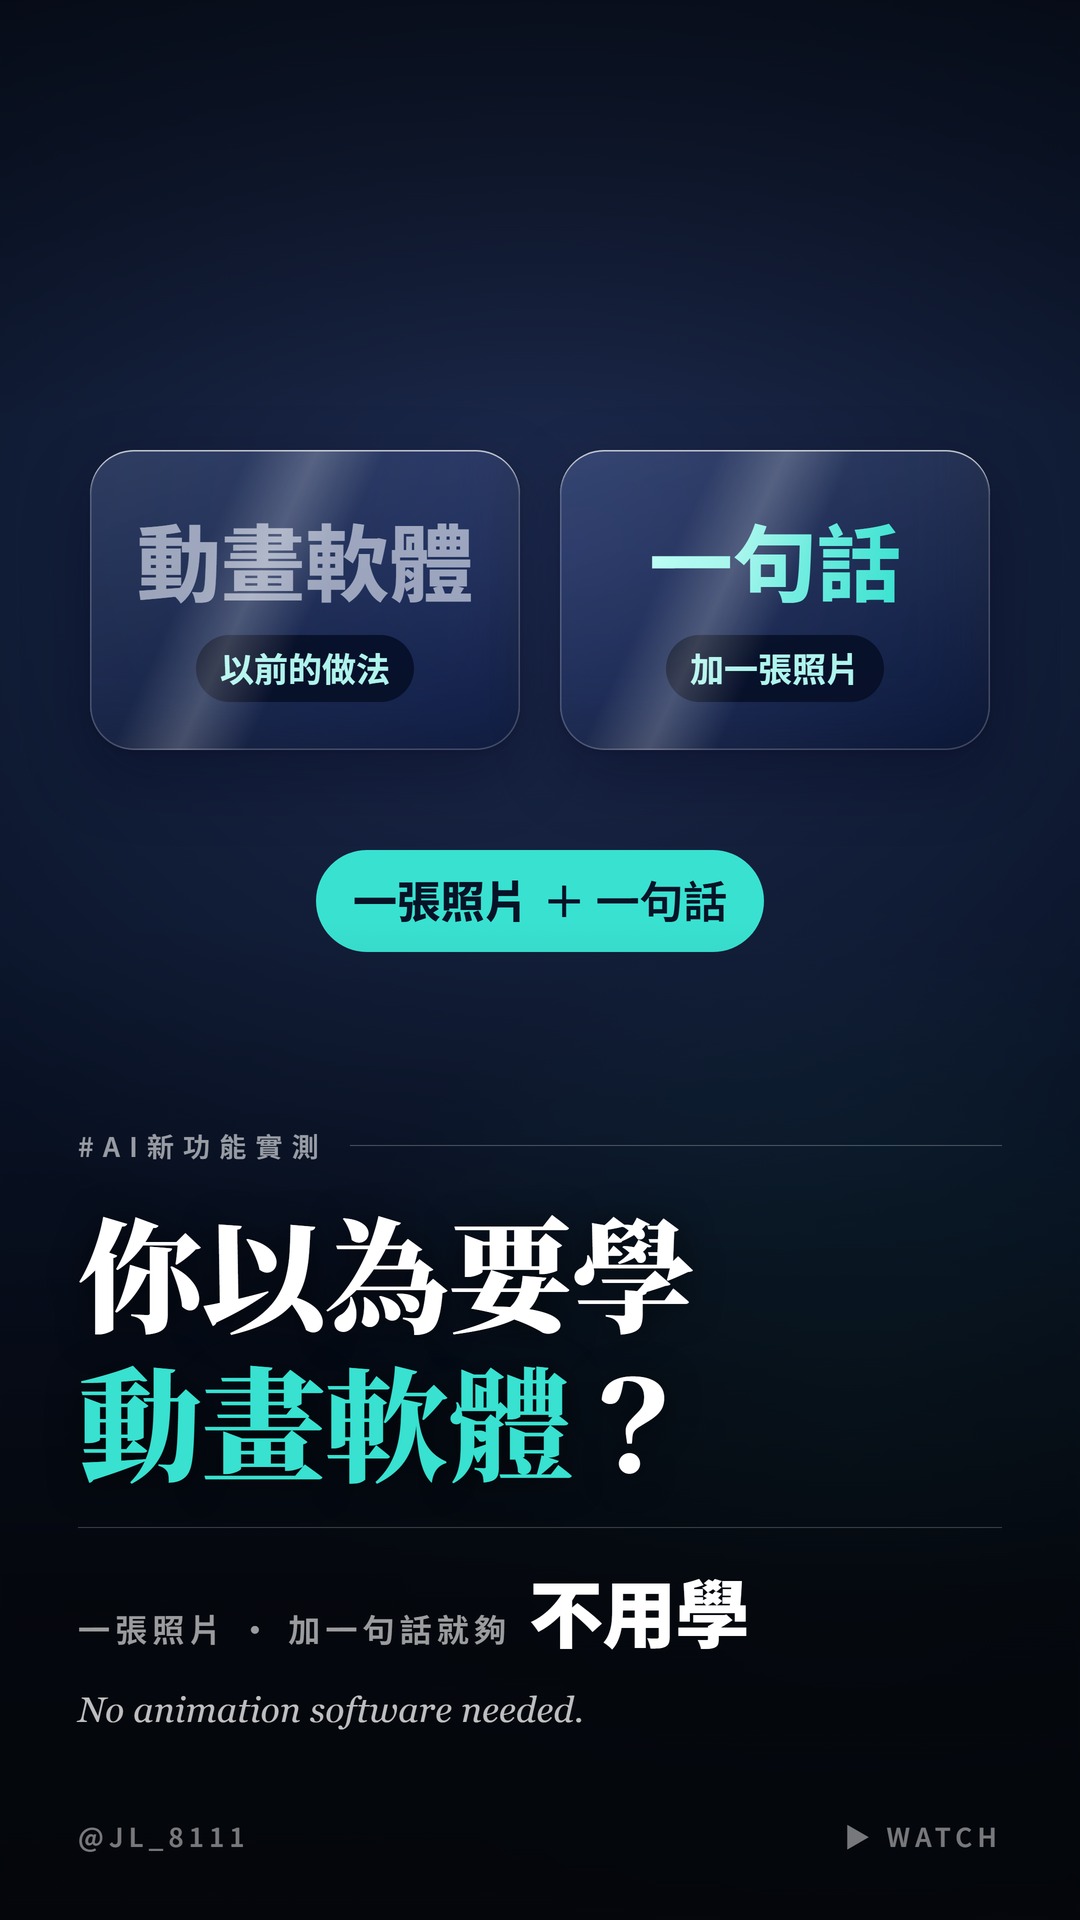 動畫軟體
以前的做法
一句話
加一張照片
一張照片 ＋ 一句話
#AI新功能實測
你以為要學
動畫軟體？
一張照片 · 加一句話就夠 不用學
No animation software needed.
@JL_8111
▶ WATCH